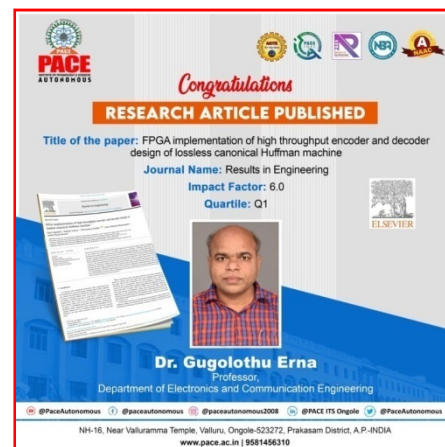 PACE
AUTONOMOUS
NAAC
Congratulations
RESEARCH ARTICLE PUBLISHED
Title of the paper: FPGA implementation of high throughput encoder and decoder
design of lossless canonical Huffman machine
Journal Name: Results in Engineering
Impact Factor: 6.0
Quartile: Q1
ELSEVIER
Dr. Gugolothu Erna
Professor,
Department of Electronics and Communication Engineering
@PaceAutonomous
@paceautonomous
@paceautonomous2008
@PACE ITS Ongole
@PaceAutonomous
NH-16, Near Valluramma Temple, Valluru, Ongole-523272, Prakasam District, A.P.-INDIA
www.pace.ac.in | 9581456310